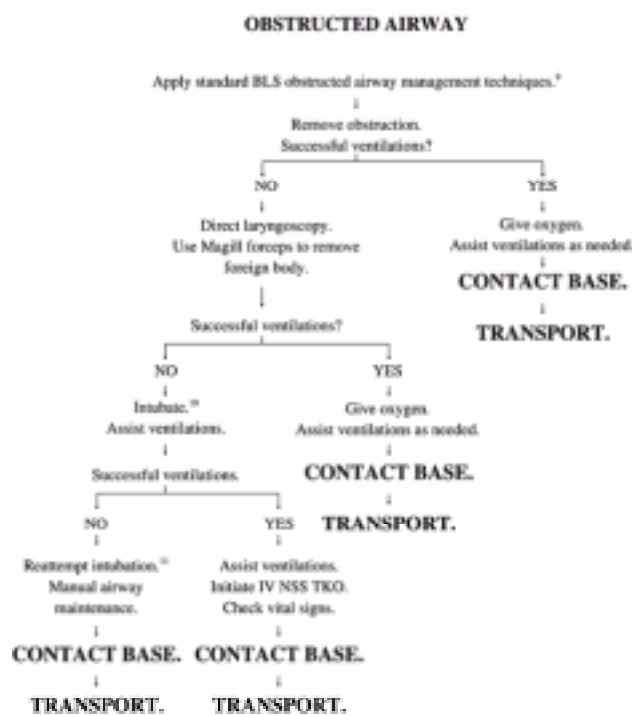 OBSTRUCTED AIRWAY
Apply standard BLS obstructed airway management techniques.⁹
Remove obstruction.
Successful ventilations?
NO
YES
Direct laryngoscopy.
Use Magill forceps to remove
foreign body.
Give oxygen.
Assist ventilations as needed.
CONTACT BASE.
TRANSPORT.
Successful ventilations?
NO
YES
Intubate.¹⁰
Assist ventilations.
Give oxygen.
Assist ventilations as needed.
CONTACT BASE.
TRANSPORT.
Successful ventilations.
NO
YES
Reattempt intubation.¹¹
Manual airway
maintenance.
CONTACT BASE.
TRANSPORT.
Assist ventilations.
Initiate IV NSS TKO.
Check vital signs.
CONTACT BASE.
TRANSPORT.